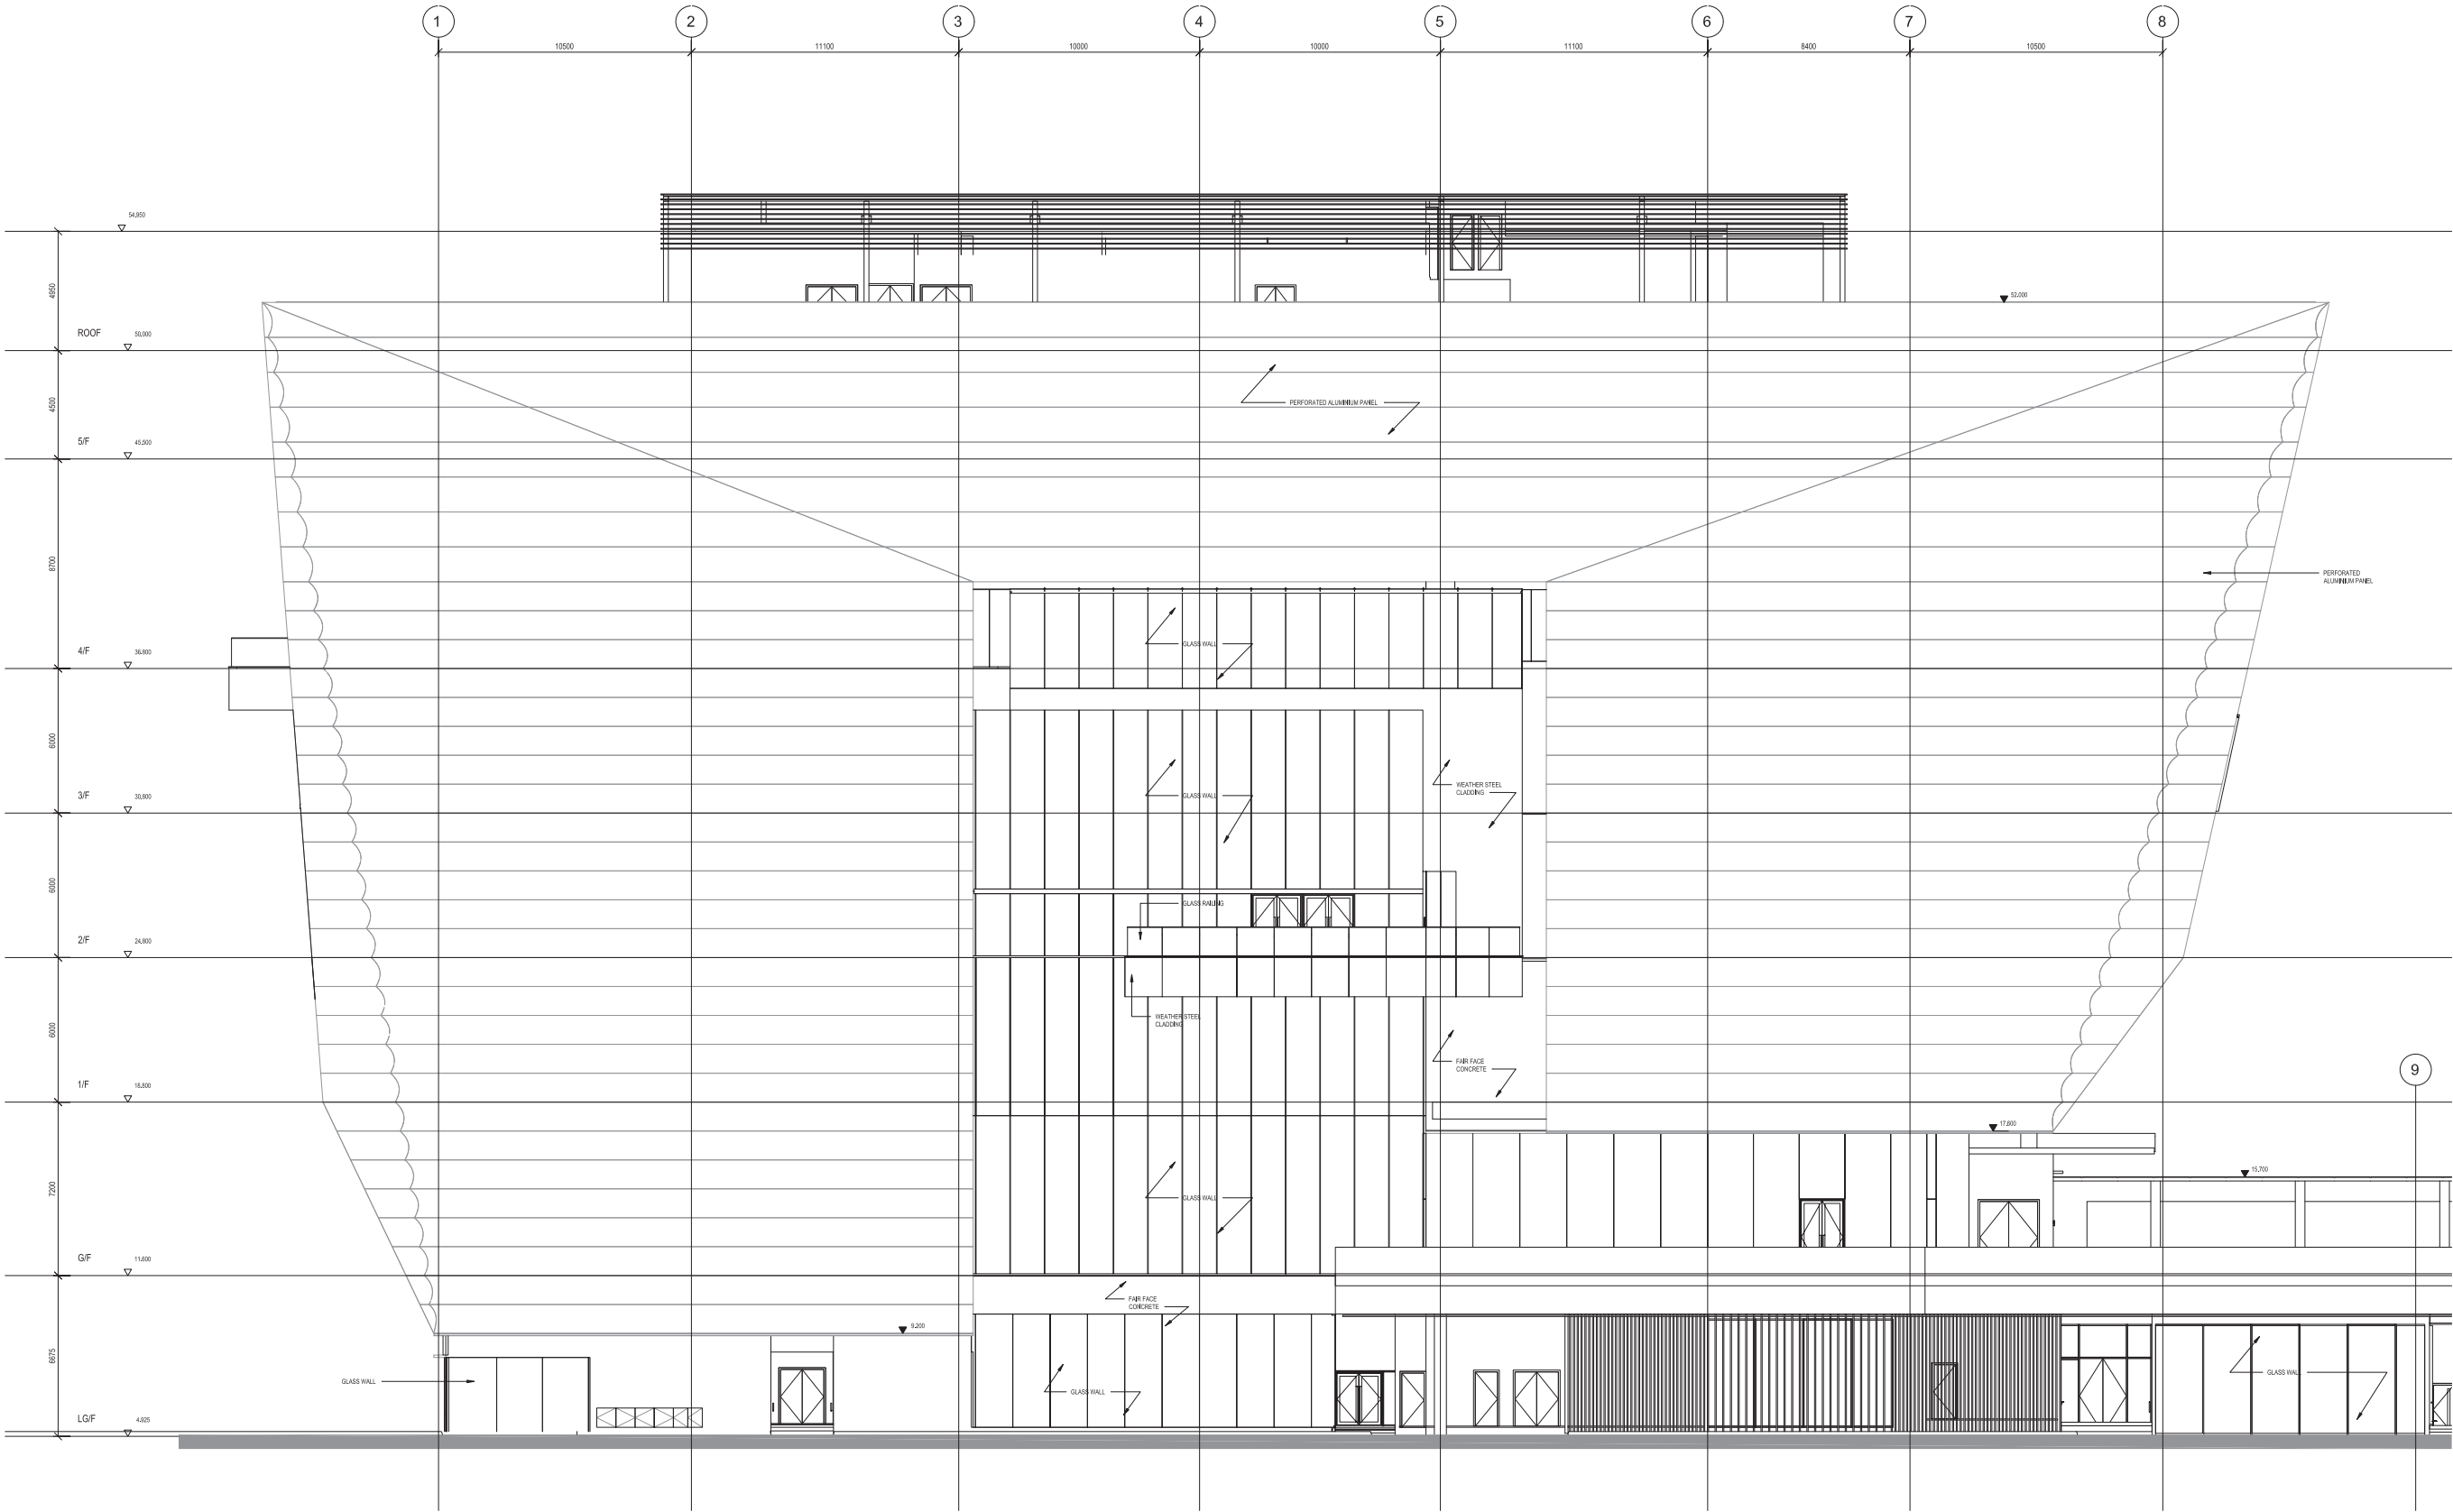 1 2 3 4 5 6 7 8
10500 11100 10000 10000 11100 8400 10500
54,950
4950
52.000
ROOF 50,000
4500
PERFORATED ALUMINIUM PANEL
5/F 45,500
8700
PERFORATED
ALUMINIUM PANEL
GLASS WALL
4/F 36.800
6000
WEATHER STEEL
CLADDING
GLASS WALL
3/F 30,800
6000
GLASS RAILING
2/F 24,800
6000
WEATHER STEEL
CLADDING
FAIR FACE
CONCRETE
9
1/F 18,800
17,600
15,700
7200
GLASS WALL
G/F 11,600
FAIR FACE
CONCRETE
9.200
6675
GLASS WALL
GLASS WALL
GLASS WALL
LG/F 4.925